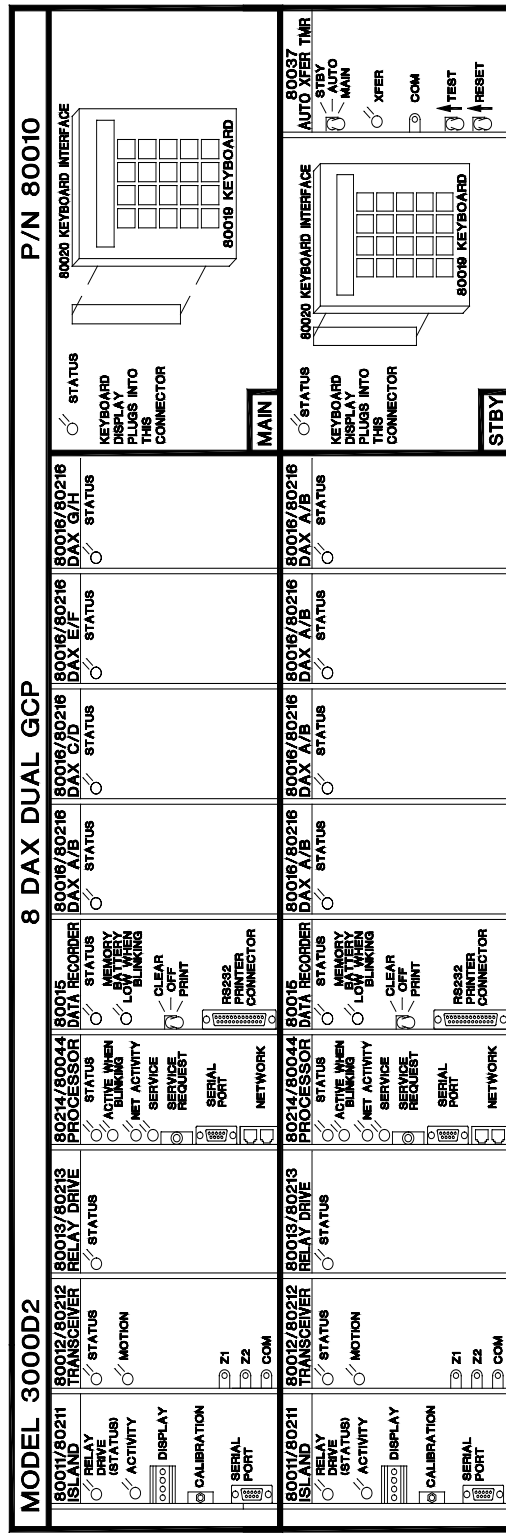 MODEL 3000D2
8 DAX DUAL GCP
P/N 80010
80011/80211
ISLAND
RELAY
DRIVE
(STATUS)
ACTIVITY
DISPLAY
CALIBRATION
SERIAL
PORT
80012/80212
TRANSCEIVER
STATUS
MOTION
Z1
Z2
COM
80013/80213
RELAY DRIVE
STATUS
80214/80044
PROCESSOR
STATUS
ACTIVE WHEN
BLINKING
NET ACTIVITY
SERVICE
SERVICE
REQUEST
SERIAL
PORT
NETWORK
80015
DATA RECORDER
STATUS
MEMORY
BATTERY
LOW WHEN
BLINKING
CLEAR
OFF
PRINT
RS232
PRINTER
CONNECTOR
80016/80216
DAX A/B
STATUS
80016/80216
DAX C/D
STATUS
80016/80216
DAX E/F
STATUS
80016/80216
DAX G/H
STATUS
STATUS
KEYBOARD
DISPLAY
PLUGS INTO
THIS
CONNECTOR
MAIN
80020 KEYBOARD INTERFACE
80019 KEYBOARD
80011/80211
ISLAND
RELAY
DRIVE
(STATUS)
ACTIVITY
DISPLAY
CALIBRATION
SERIAL
PORT
80012/80212
TRANSCEIVER
STATUS
MOTION
Z1
Z2
COM
80013/80213
RELAY DRIVE
STATUS
80214/80044
PROCESSOR
STATUS
ACTIVE WHEN
BLINKING
NET ACTIVITY
SERVICE
SERVICE
REQUEST
SERIAL
PORT
NETWORK
80015
DATA RECORDER
STATUS
MEMORY
BATTERY
LOW WHEN
BLINKING
CLEAR
OFF
PRINT
RS232
PRINTER
CONNECTOR
80016/80216
DAX A/B
STATUS
80016/80216
DAX A/B
STATUS
80016/80216
DAX A/B
STATUS
80016/80216
DAX A/B
STATUS
STATUS
KEYBOARD
DISPLAY
PLUGS INTO
THIS
CONNECTOR
STBY
80020 KEYBOARD INTERFACE
80019 KEYBOARD
80037
AUTO XFER TMR
STBY
AUTO
MAIN
XFER
COM
TEST
RESET